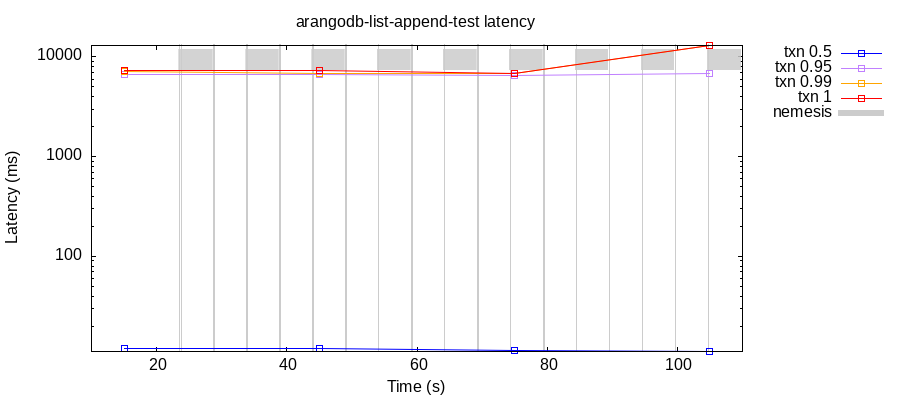 arangodb-list-append-test latency
10000
1000
100
Latency (ms)
20 40 60 80 100
Time (s)
txn 0.5
txn 0.95
txn 0.99
txn 1
nemesis